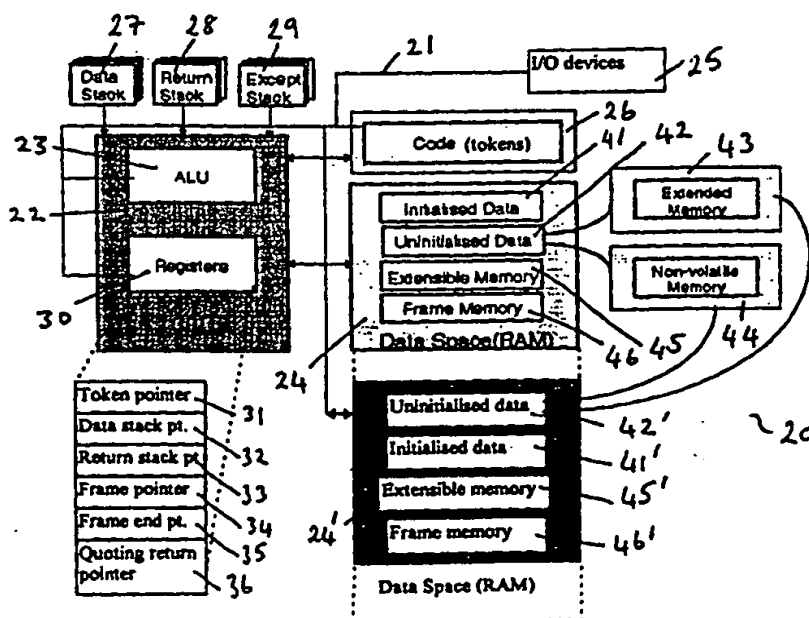 27
28
29
21
Data Stack
Return Stack
Except Stack
I/O devices
25
26
41
42
43
23
22
30
ALU
Registers
Code (tokens)
Initialised Data
Uninitialised Data
Extensible Memory
Frame Memory
Data Space(RAM)
24
46
45
Extended Memory
Non-volatile Memory
44
Token pointer
Data stack pt.
Return stack pt.
Frame pointer
Frame end pt.
Quoting return pointer
31
32
33
34
35
36
Uninitialised data
Initialised data
Extensible memory
Frame memory
42'
41'
45'
46'
24'
20
Data Space (RAM)